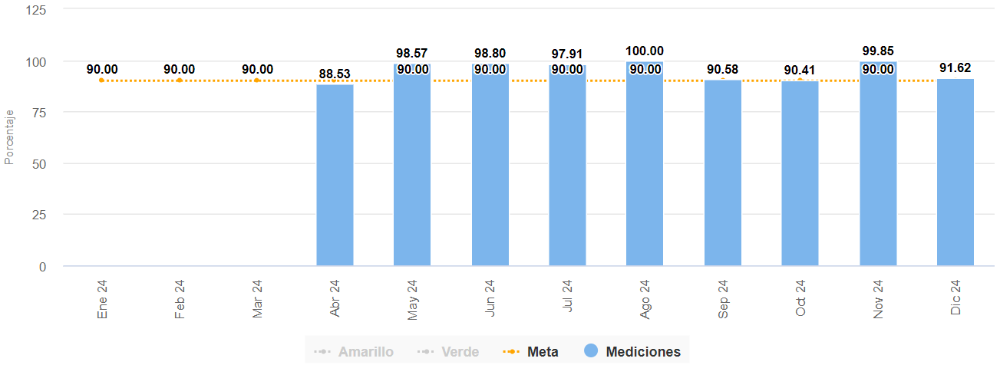 125
100
75
50
25
0
Porcentaje
90.00 90.00 90.00 88.53 98.57 98.80 97.91 100.00 90.58 90.41 99.85 91.62
90.00 90.00 90.00 90.00 90.00
Ene 24 Feb 24 Mar 24 Abr 24 May 24 Jun 24 Jul 24 Ago 24 Sep 24 Oct 24 Nov 24 Dic 24
Amarillo Verde Meta Mediciones